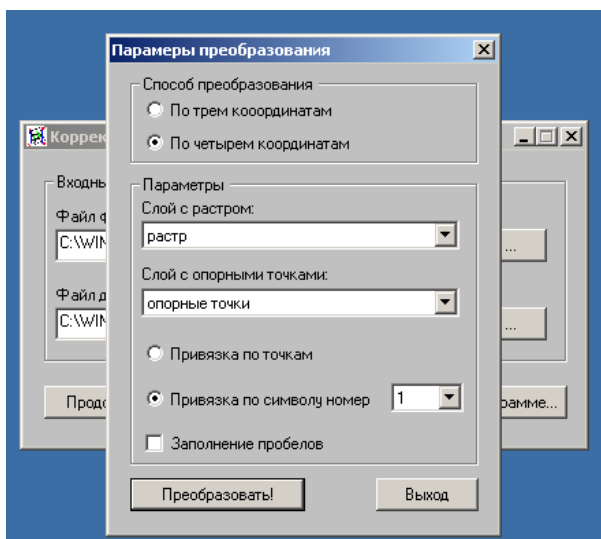 Парамеры преобразования
Способ преобразования
По трем кооординатам
По четырем координатам
Параметры
Слой с растром:
растр
Слой с опорными точками:
опорные точки
Привязка по точкам
Привязка по символу номер 1
Заполнение пробелов
Преобразовать! Выход
Коррек
Входны
Файл ф
C:\WIN
...
Файл д
C:\WIN
...
Продо
рамме...